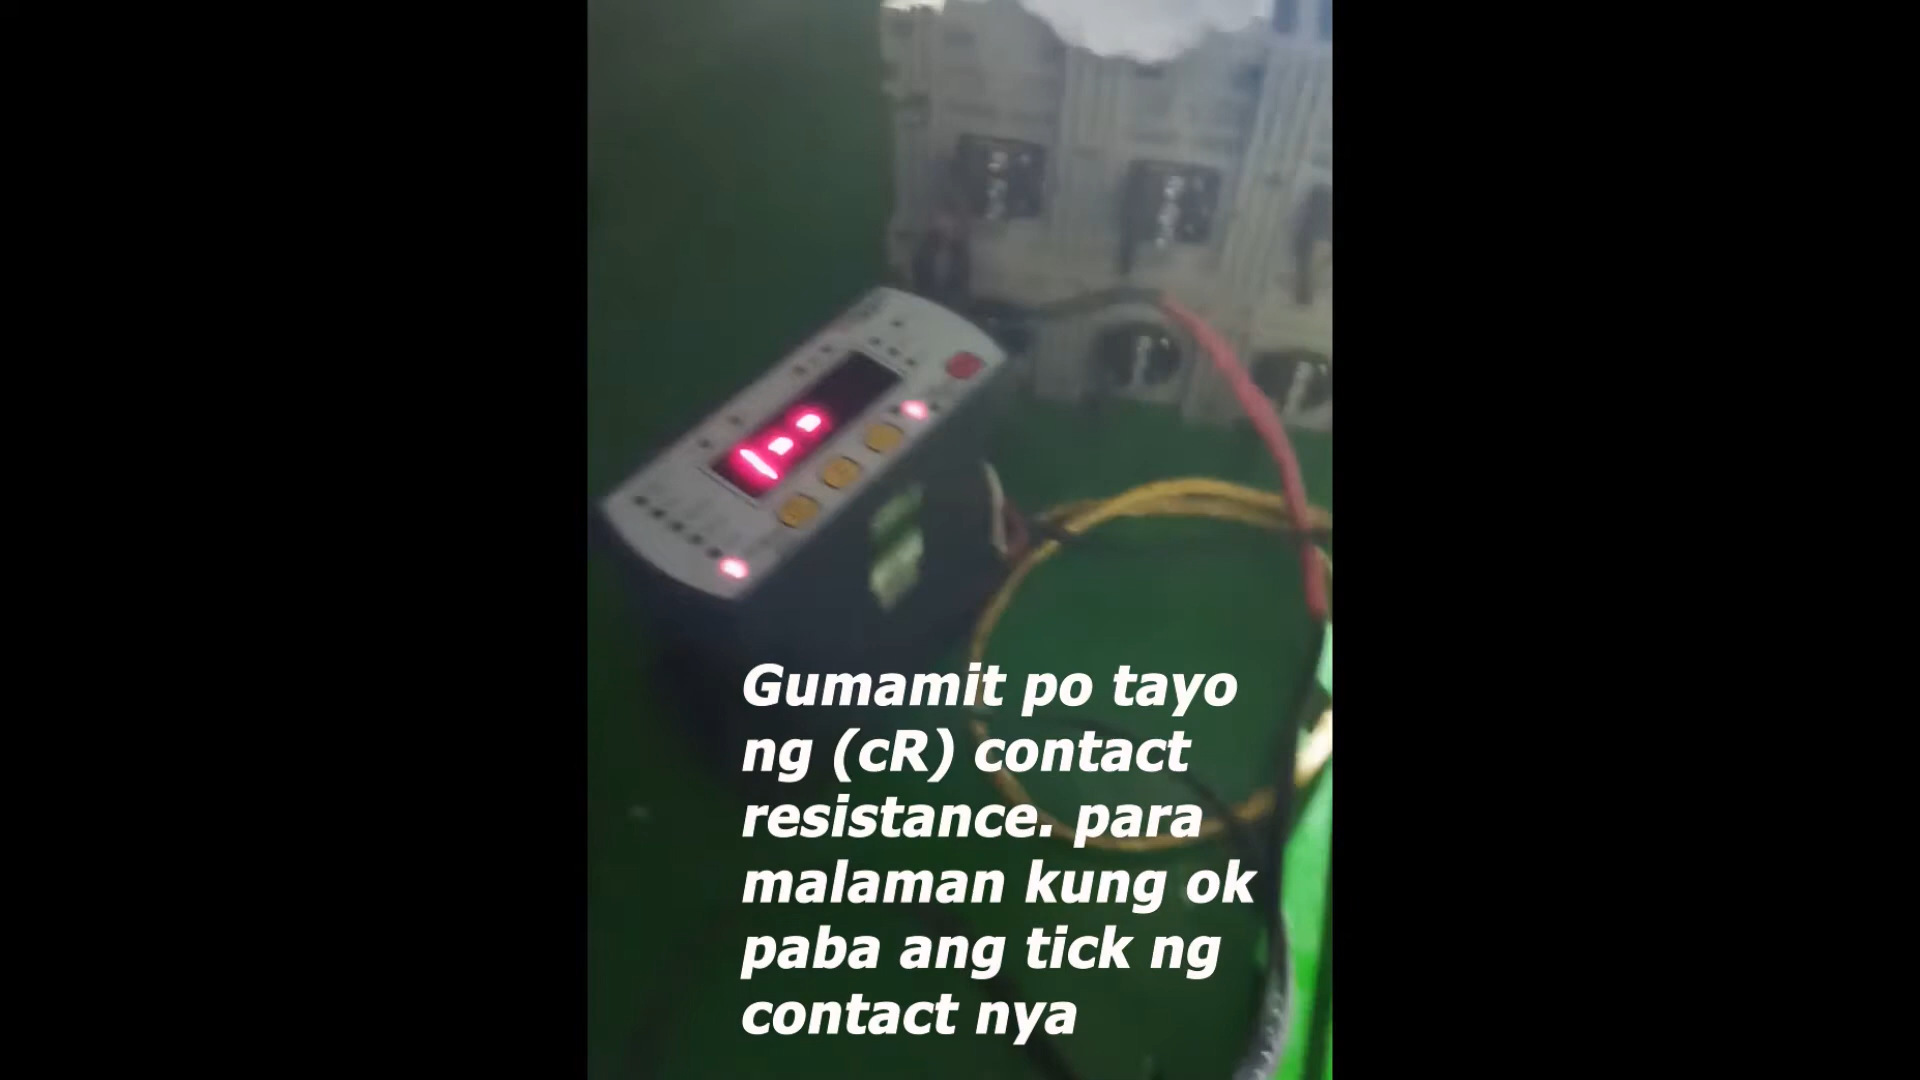 Gumamit po tayo
ng (cR) contact
resistance. para
malaman kung ok
paba ang tick ng
contact nya